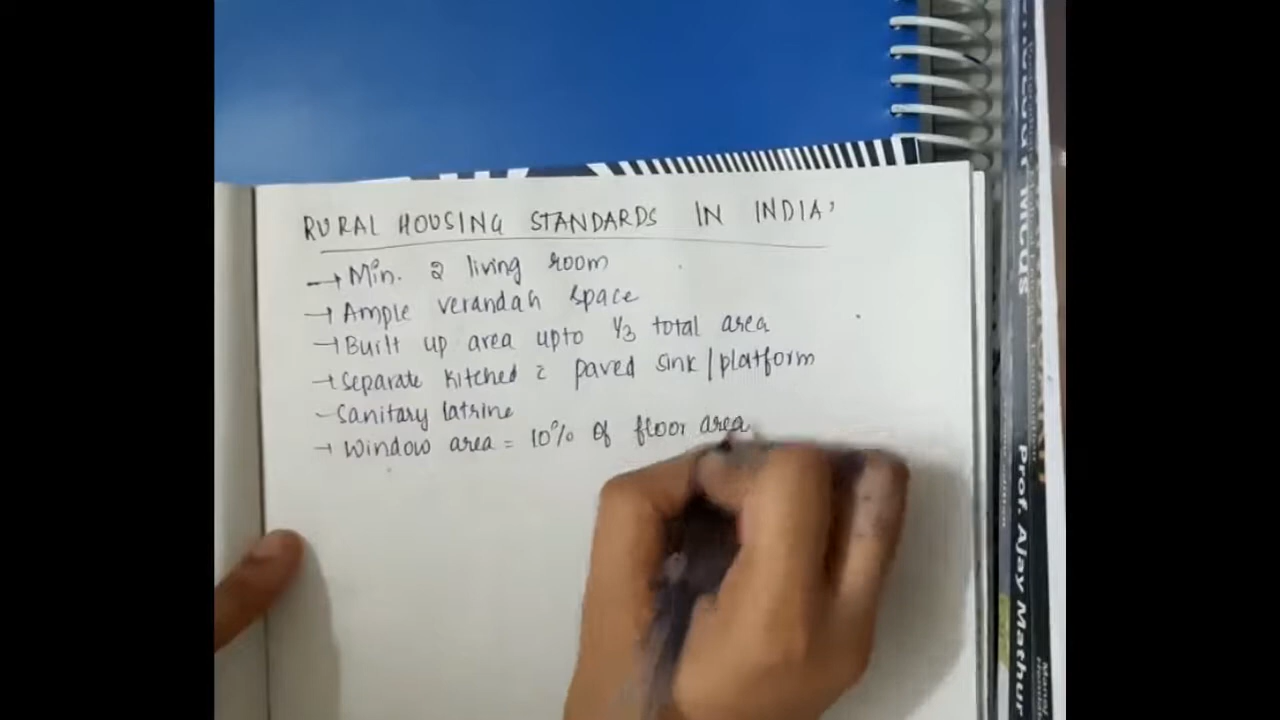 RURAL HOUSING STANDARDS IN INDIA,
→ Min. 2 living room
→ Ample verandah space
→ Built up area upto 1/3 total area
→ Separate Kitched c̄ paved sink/platform
- Sanitary latrine
→ Window area = 10% of floor area
Prof. Ajay Mathur